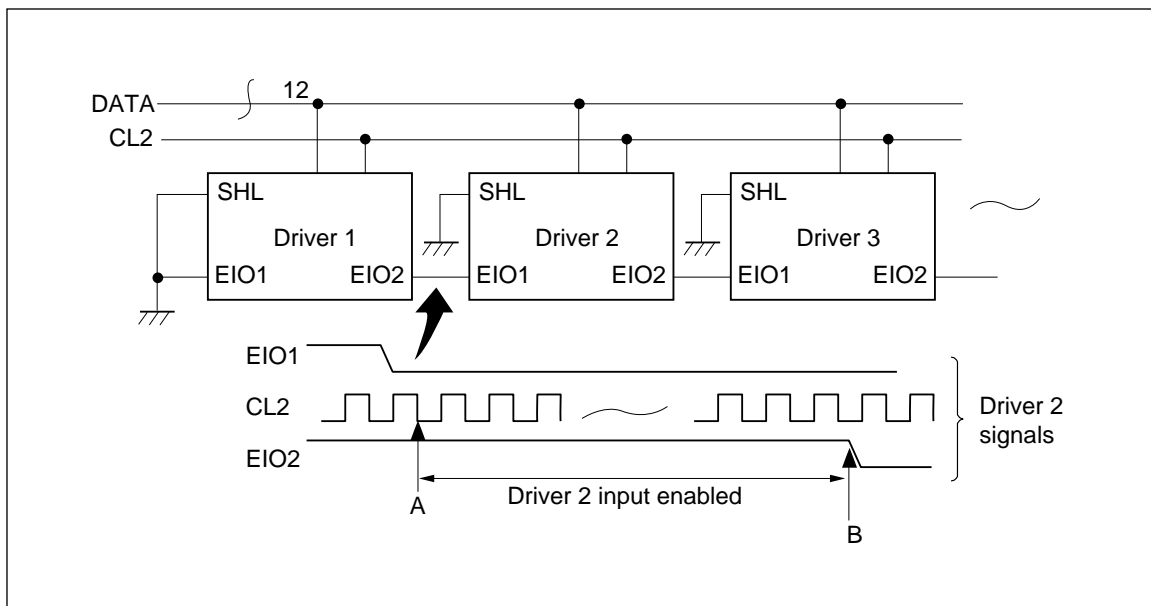 12
DATA
CL2
SHL
SHL
SHL
Driver 1
Driver 2
Driver 3
EIO1
EIO2
EIO1
EIO2
EIO1
EIO2
EIO1
CL2
EIO2
Driver 2
signals
Driver 2 input enabled
A
B